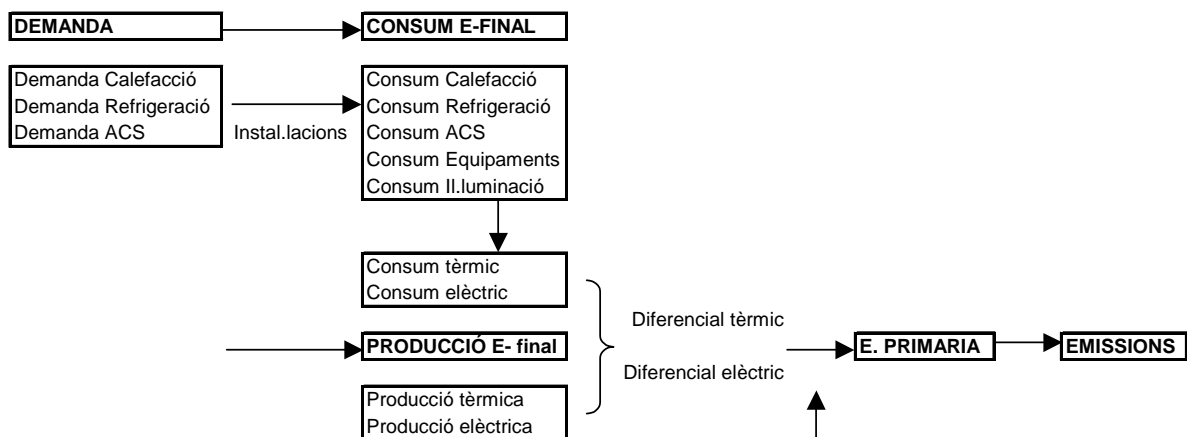 DEMANDA
CONSUM E-FINAL
Demanda Calefacció
Demanda Refrigeració
Demanda ACS
Instal.lacions
Consum Calefacció
Consum Refrigeració
Consum ACS
Consum Equipaments
Consum Il.luminació
Consum tèrmic
Consum elèctric
Diferencial tèrmic
PRODUCCIÓ E- final
E. PRIMARIA
EMISSIONS
Diferencial elèctric
Producció tèrmica
Producció elèctrica